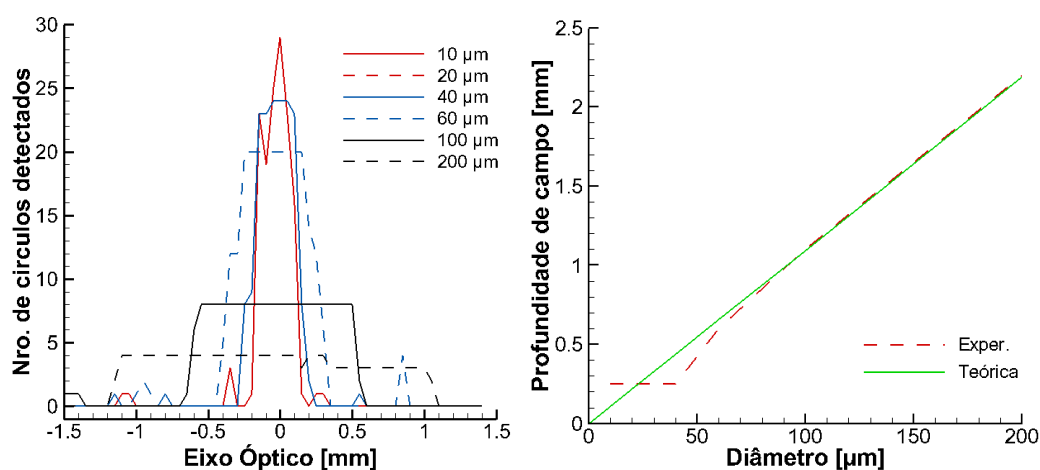 Nro. de circulos detectados
30
25
20
15
10
5
0
-1.5
-1
-0.5
0
0.5
1
1.5
Eixo Óptico [mm]
10 µm
20 µm
40 µm
60 µm
100 µm
200 µm
Profundidade de campo [mm]
2.5
2
1.5
1
0.5
0
0
50
100
150
200
Diâmetro [µm]
Exper.
Teórica